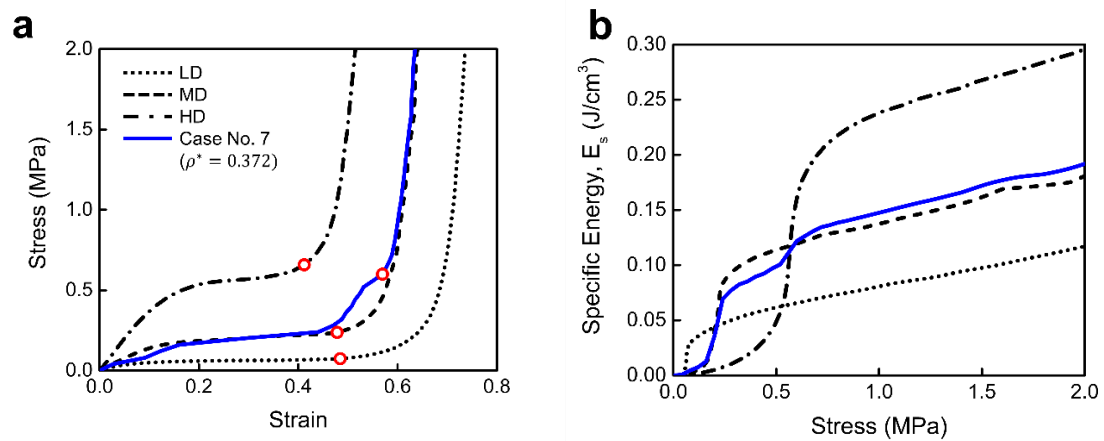 a
2.0
1.5
1.0
0.5
0.0
Stress (MPa)
LD
MD
HD
Case No. 7
(ρ* = 0.372)
0.0
0.2
0.4
0.6
0.8
Strain
b
0.30
0.25
0.20
0.15
0.10
0.05
0.00
Specific Energy, Es (J/cm³)
0.0
0.5
1.0
1.5
2.0
Stress (MPa)